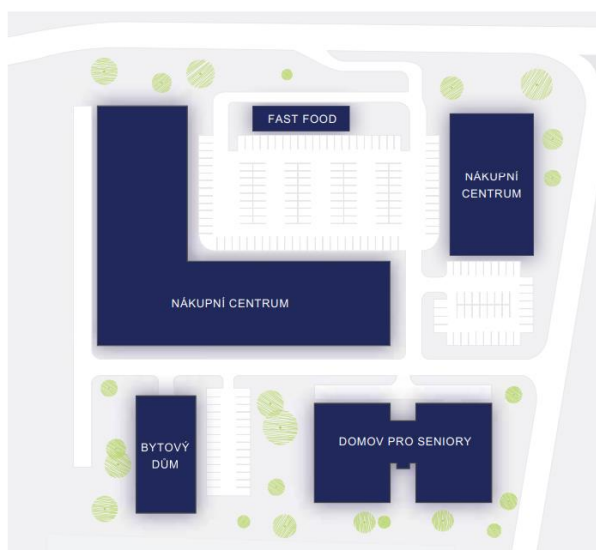 FAST FOOD
NÁKUPNÍ
CENTRUM
NÁKUPNÍ CENTRUM
BYTOVÝ
DŮM
DOMOV PRO SENIORY